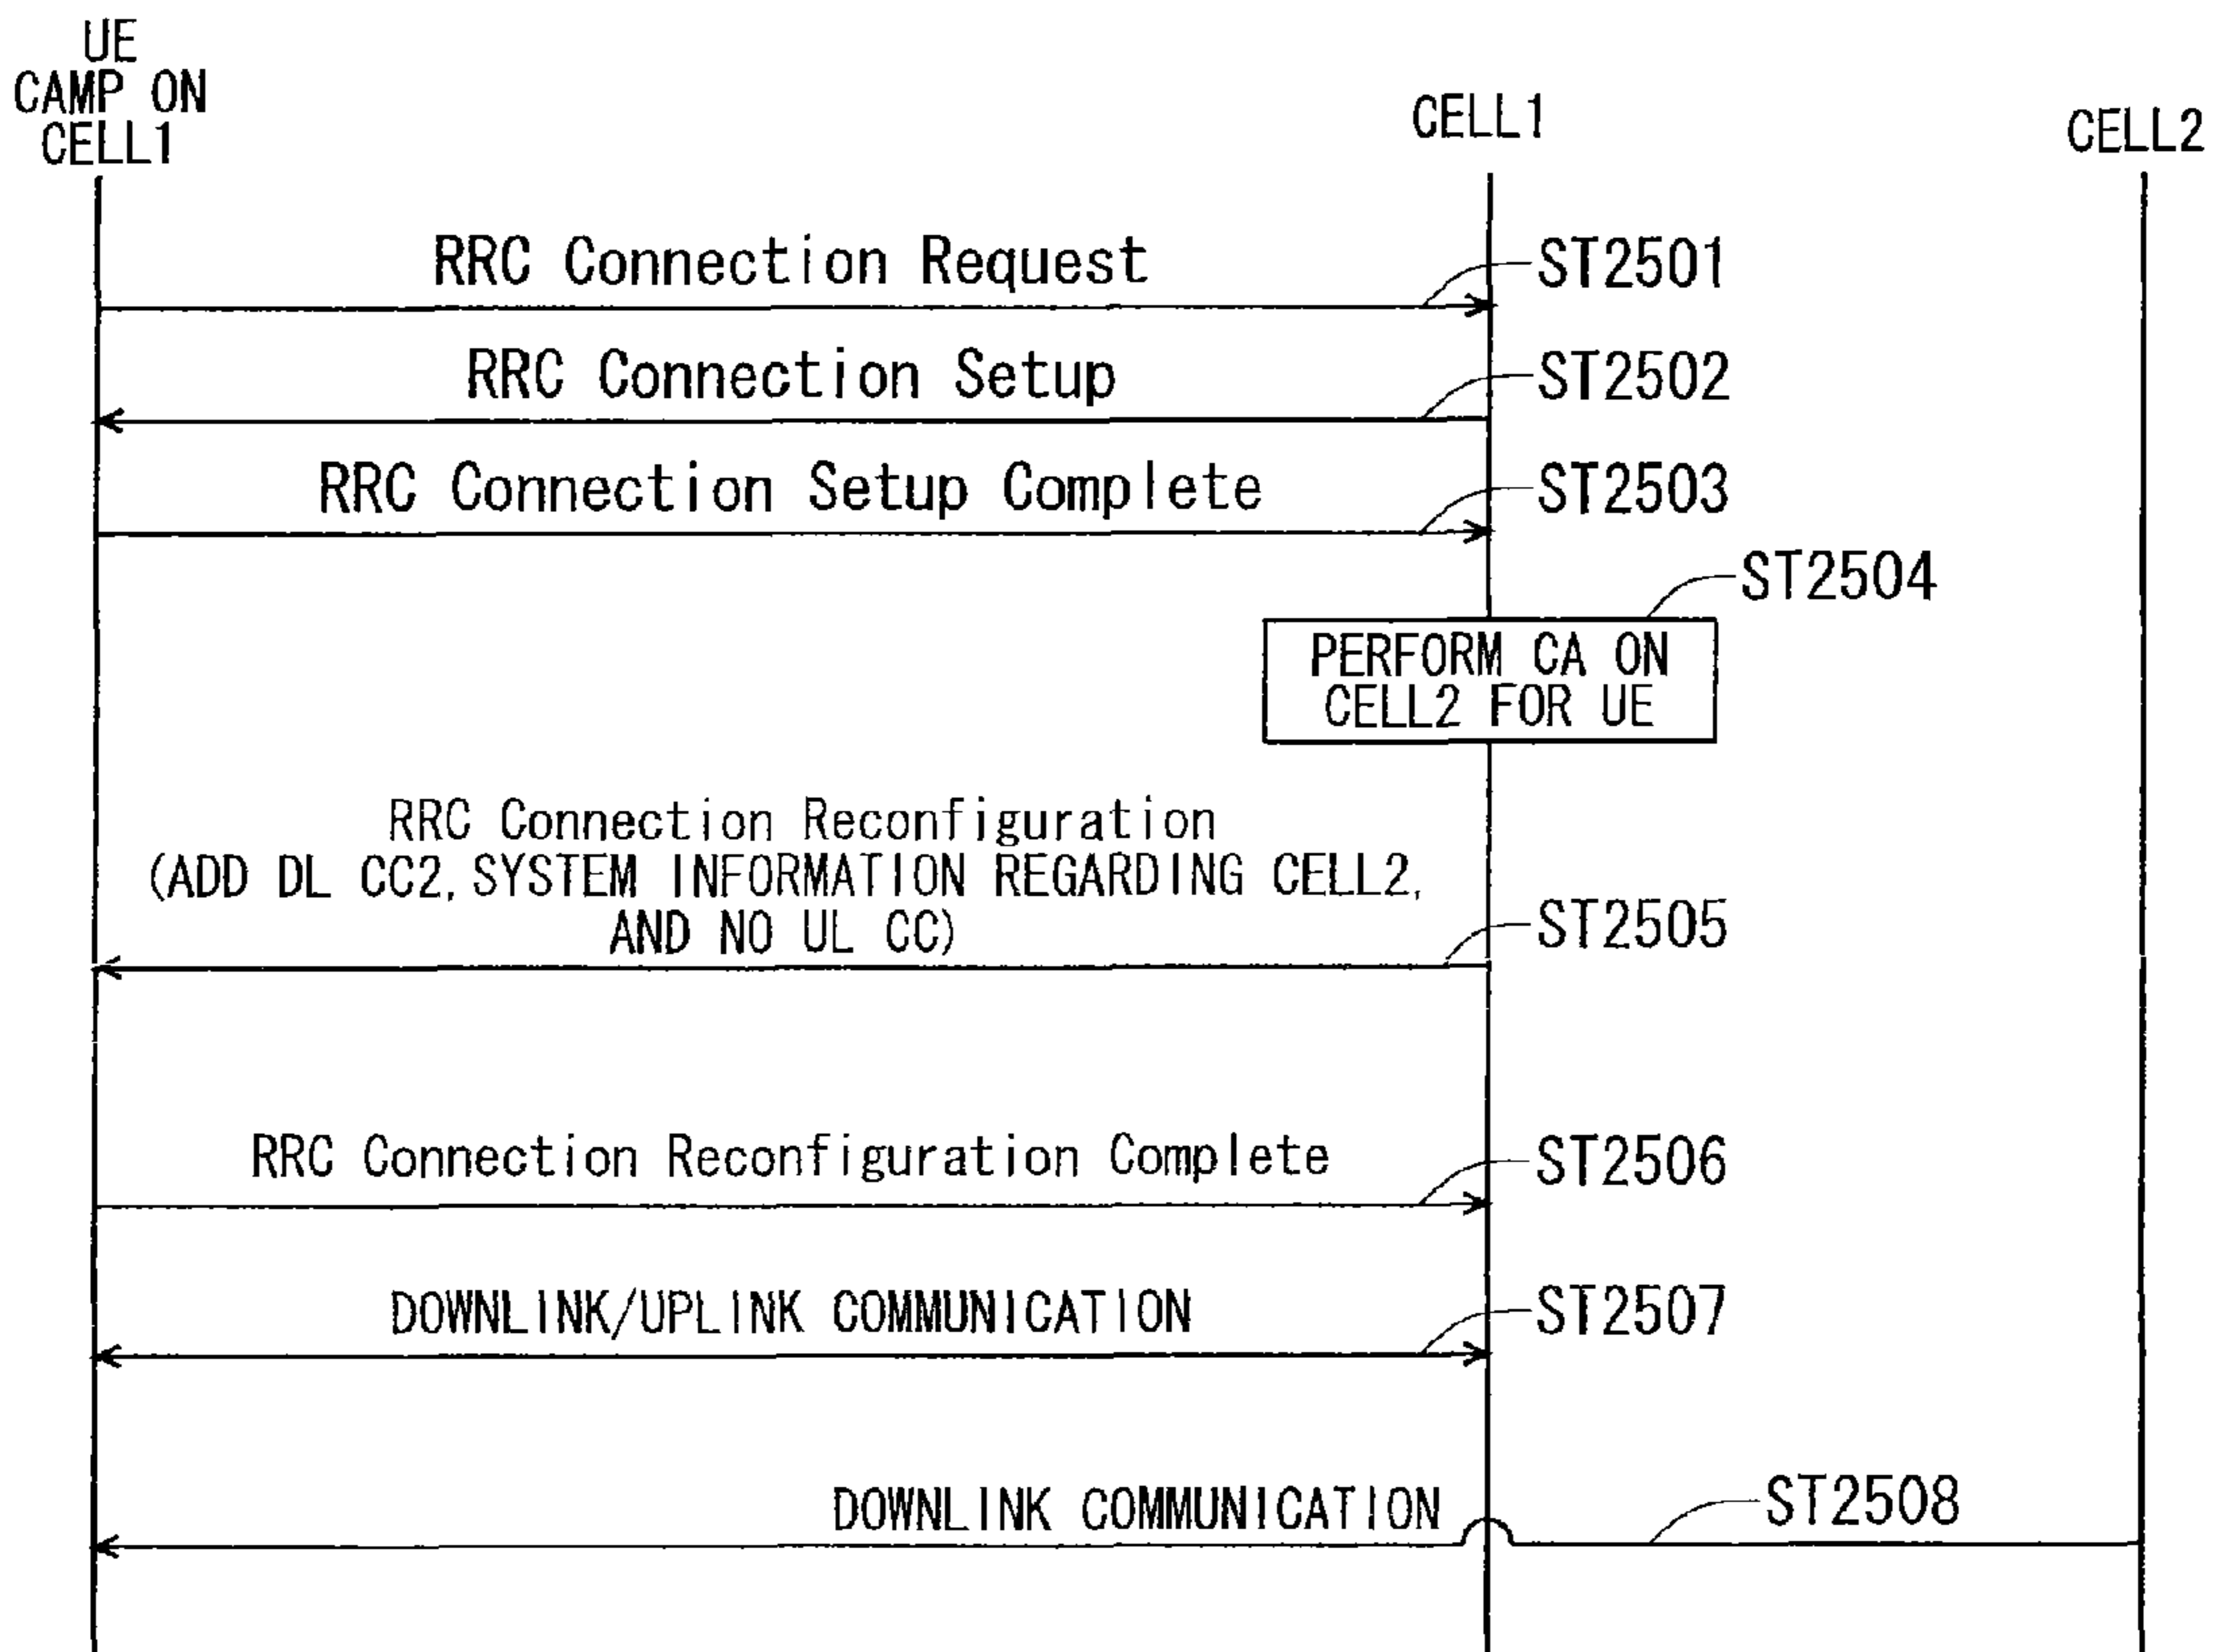 UE
CAMP ON
CELL1
CELL1
CELL2
RRC Connection Request
ST2501
RRC Connection Setup
ST2502
RRC Connection Setup Complete
ST2503
ST2504
PERFORM CA ON
CELL2 FOR UE
RRC Connection Reconfiguration
(ADD DL CC2, SYSTEM INFORMATION REGARDING CELL2,
AND NO UL CC)
ST2505
RRC Connection Reconfiguration Complete
ST2506
DOWNLINK/UPLINK COMMUNICATION
ST2507
DOWNLINK COMMUNICATION
ST2508